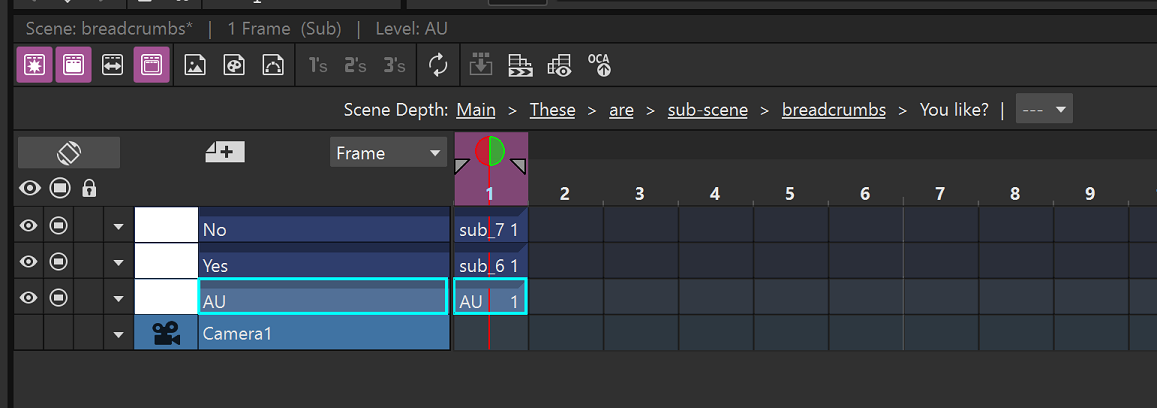 Scene: breadcrumbs* | 1 Frame (Sub) | Level: AU
1's 2's 3's OCA
Scene Depth: Main > These > are > sub-scene > breadcrumbs > You like? | ---
Frame
1 2 3 4 5 6 7 8 9
No sub_7 1
Yes sub_6 1
AU AU 1
Camera1